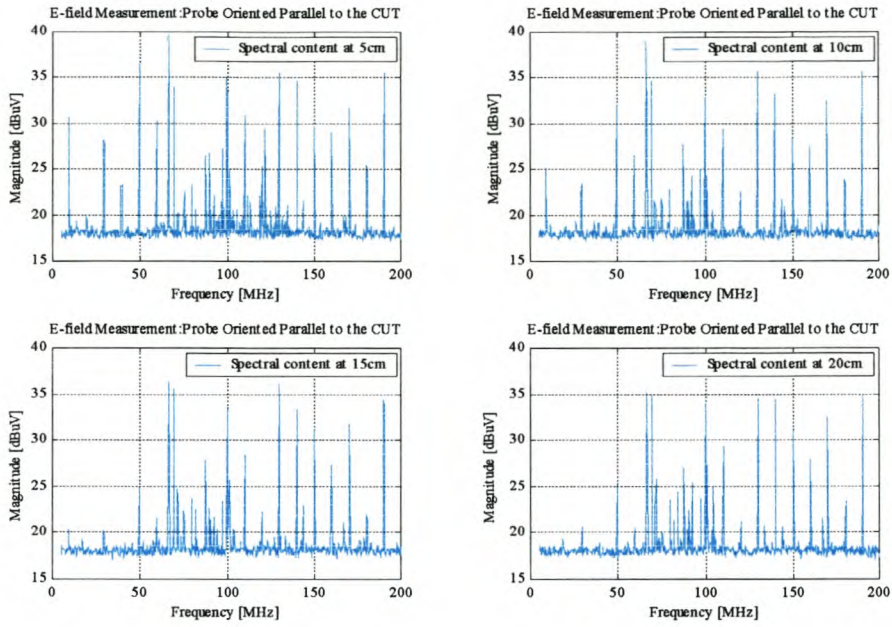 E-field Measurement:Probe Oriented Parallel to the CUT
Spectral content at 5cm
Magnitude [dBuV]
40
35
30
25
20
15
0
50
100
150
200
Frequency [MHz]
E-field Measurement:Probe Oriented Parallel to the CUT
Spectral content at 10cm
Magnitude [dBuV]
40
35
30
25
20
15
0
50
100
150
200
Frequency [MHz]
E-field Measurement:Probe Oriented Parallel to the CUT
Spectral content at 15cm
Magnitude [dBuV]
40
35
30
25
20
15
0
50
100
150
200
Frequency [MHz]
E-field Measurement:Probe Oriented Parallel to the CUT
Spectral content at 20cm
Magnitude [dBuV]
40
35
30
25
20
15
0
50
100
150
200
Frequency [MHz]